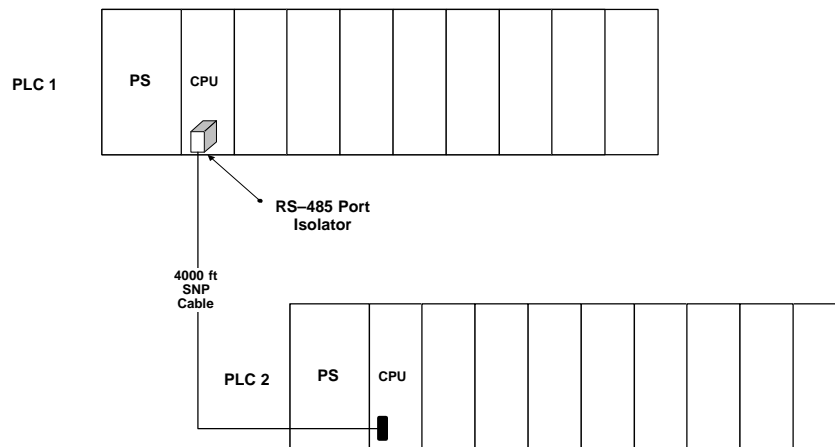 PLC 1
PS
CPU
RS–485 Port
Isolator
4000 ft
SNP
Cable
PLC 2
PS
CPU